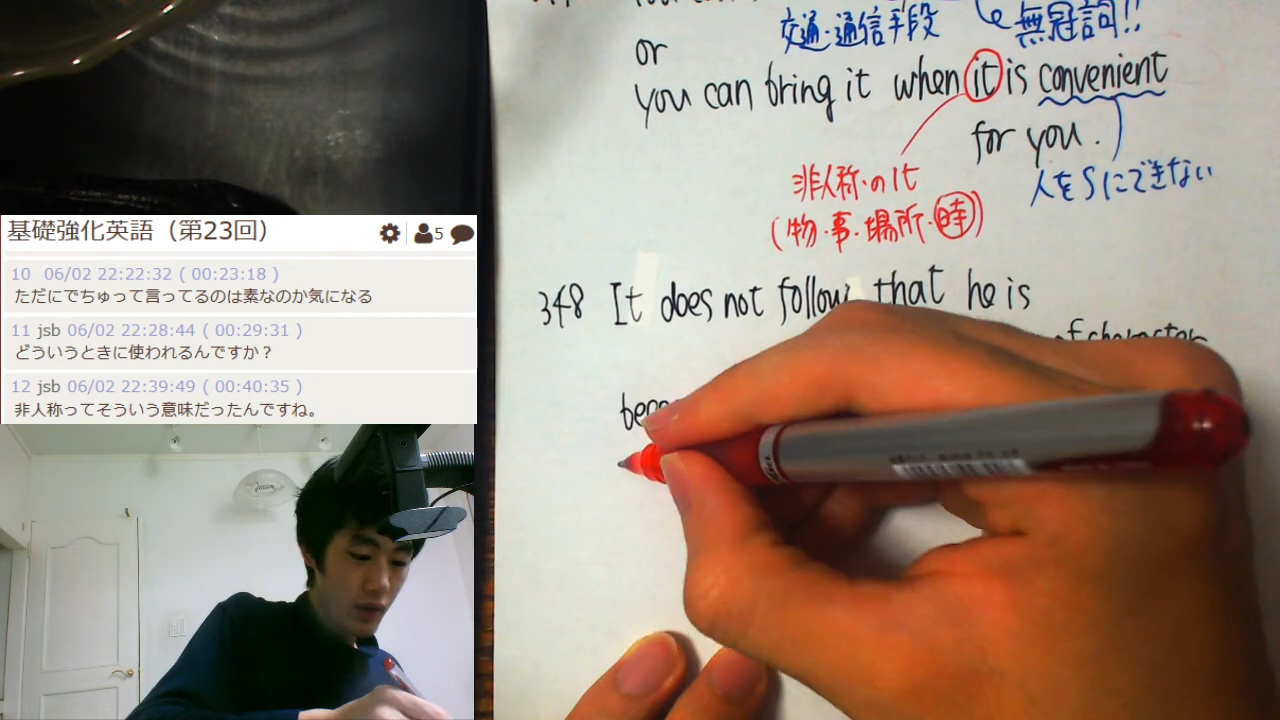 基礎強化英語（第23回） 5
10 06/02 22:22:32 ( 00:23:18 )
ただにでちゅって言ってるのは素なのか気になる
11 jsb 06/02 22:28:44 ( 00:29:31 )
どういうときに使われるんですか？
12 jsb 06/02 22:39:49 ( 00:40:35 )
非人称ってそういう意味だったんですね。
交通・通信手段
無冠詞!!
or
you can bring it when it is convenient
for you.
非人称のit
(物・事・場所・時)
人をSにできない
348 It does not follow that he is
of character